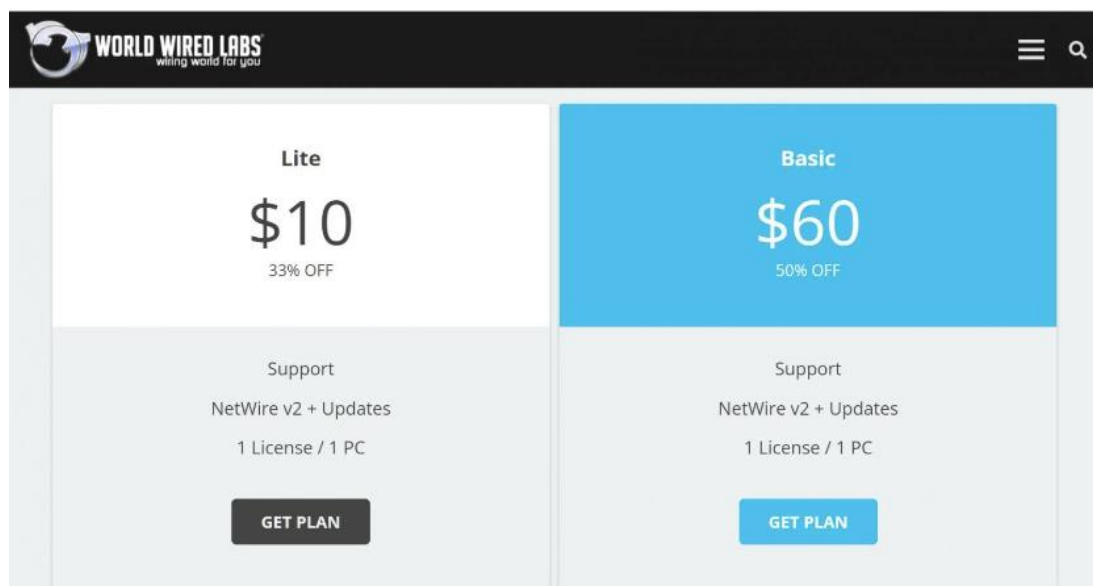 WORLD WIRED LABS
wiring world for you
Lite
$10
33% OFF
Support
NetWire v2 + Updates
1 License / 1 PC
GET PLAN
Basic
$60
50% OFF
Support
NetWire v2 + Updates
1 License / 1 PC
GET PLAN